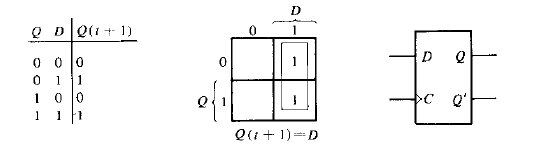 Q D Q(t + 1)
0 0 0
0 1 1
1 0 0
1 1 1
D
0 1
0 1
Q 1 1
Q(t + 1) = D
D Q
C Q'